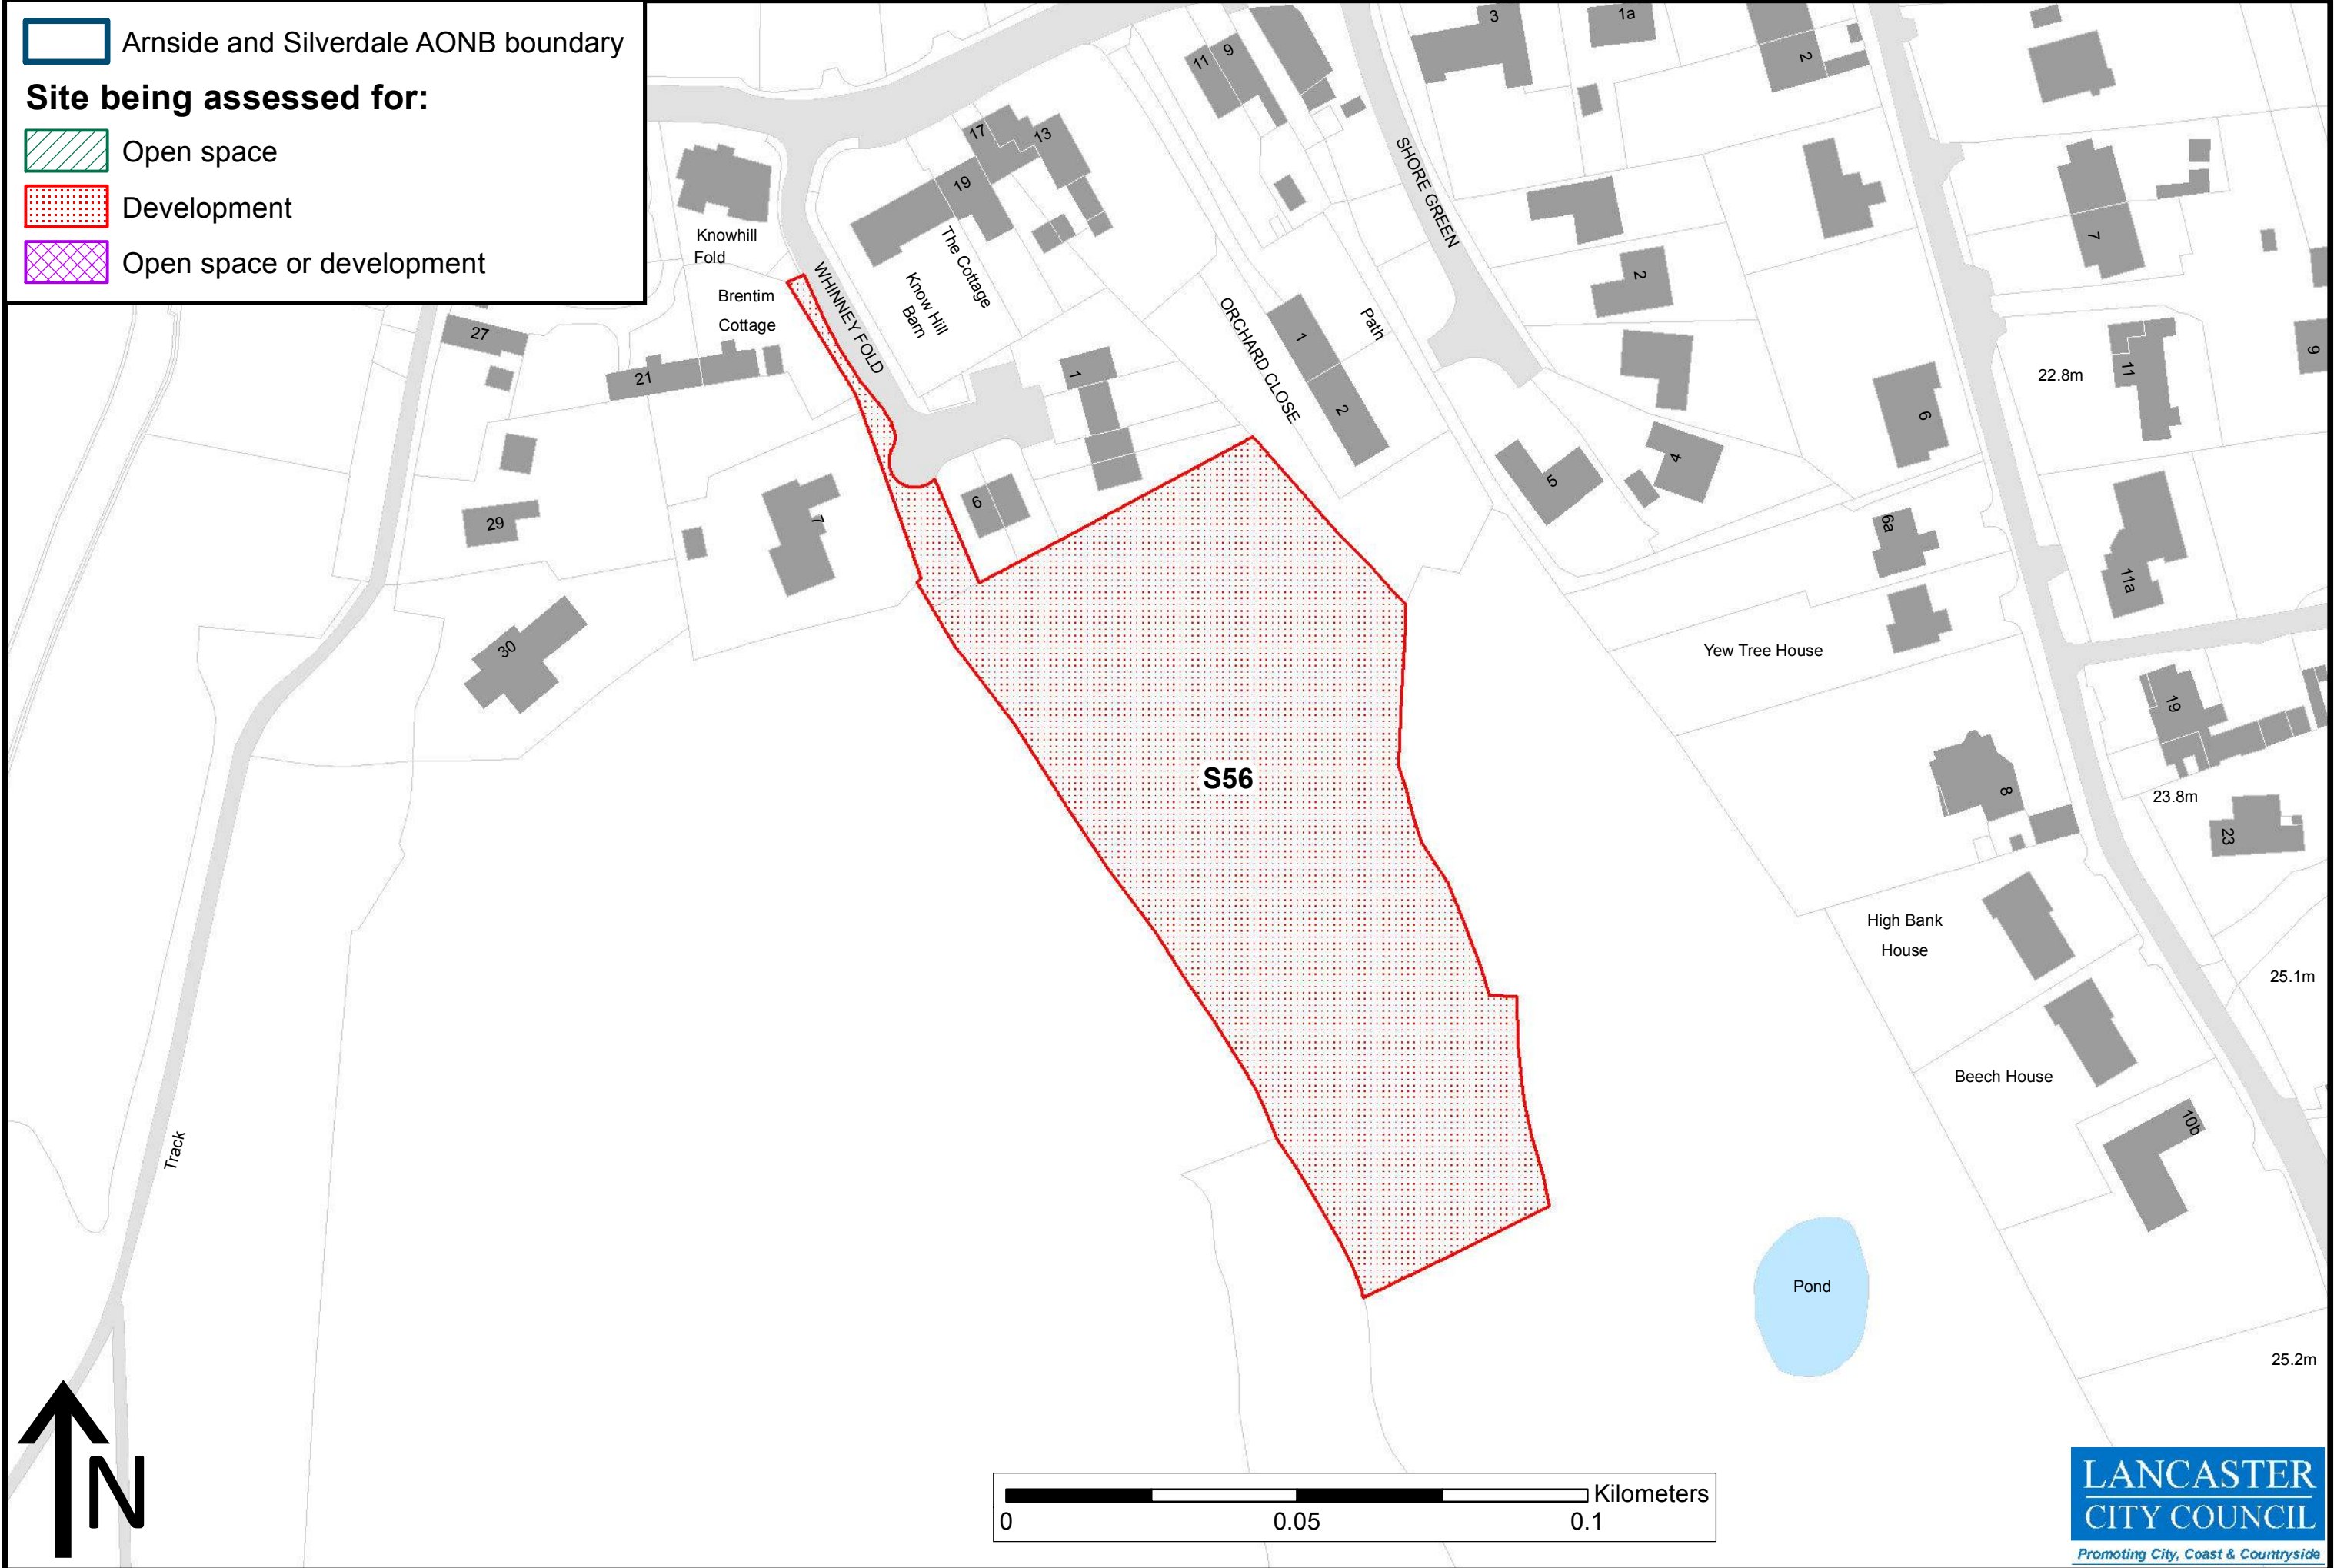 Arnside and Silverdale AONB boundary
Site being assessed for:
Open space
Development
Open space or development
3
1a
2
11
9
17
13
19
SHORE GREEN
Knowhill
Fold
The Cottage
Know Hill
Barn
WHINNEY FOLD
Brentim
Cottage
27
21
1
ORCHARD CLOSE
1
2
Path
2
7
9
11
22.8m
6
4
5
6
7
29
6a
11a
30
Yew Tree House
19
S56
8
23.8m
23
High Bank
House
25.1m
Beech House
10b
Track
Pond
25.2m
N
Kilometers
0
0.05
0.1
LANCASTER
CITY COUNCIL
Promoting City, Coast & Countryside